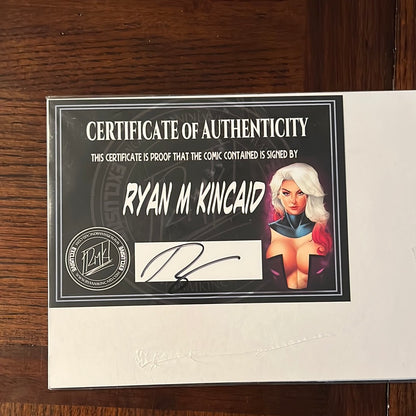 CERTIFICATE OF AUTHENTICITY
THIS CERTIFICATE IS PROOF THAT THE COMIC CONTAINED IS SIGNED BY
RYAN M KINCAID